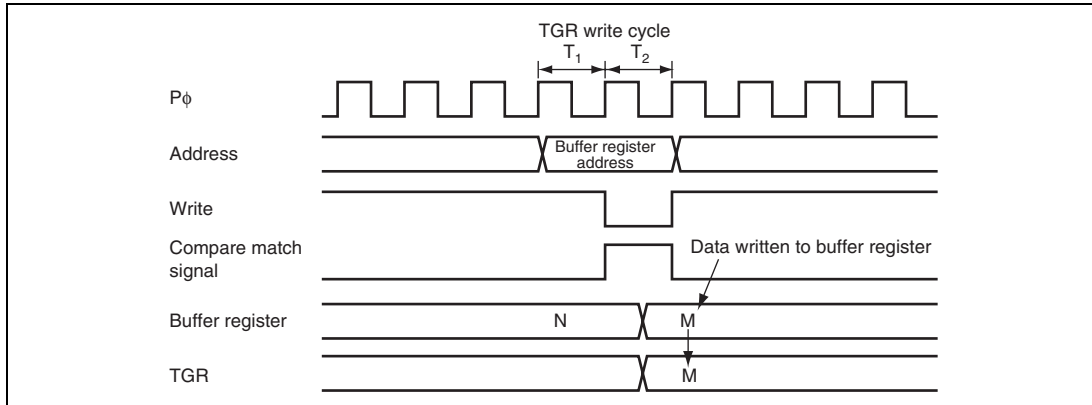 TGR write cycle
T1 T2
Pϕ
Address
Buffer register
address
Write
Compare match
signal
Data written to buffer register
Buffer register
N
M
TGR
M